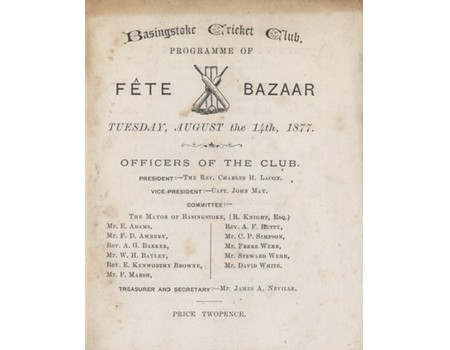 Basingstoke Cricket Club.
PROGRAMME OF
FÊTE BAZAAR
TUESDAY, AUGUST the 14th, 1877.
OFFICERS OF THE CLUB.
PRESIDENT:—THE REV. CHARLES H. LACON.
VICE-PRESIDENT:—CAPT. JOHN MAY.
COMMITTEE:—
THE MAYOR OF BASINGSTOKE, (R. KNIGHT, ESQ.)
MR. E. ADAMS,
MR. F. D. AWBERY,
REV. A. G. BARKER,
MR. W. H. BAYLEY,
REV. E. KENWORTHY BROWNE,
MR. F. MARSH,
REV. A. F. RUTTY,
MR. C. P. SIMPSON,
MR. FRERE WEBB,
MR. STEWARD WEBB,
MR. DAVID WHITE.
TREASURER AND SECRETARY:—MR. JAMES A. NEVILLE.
PRICE TWOPENCE.